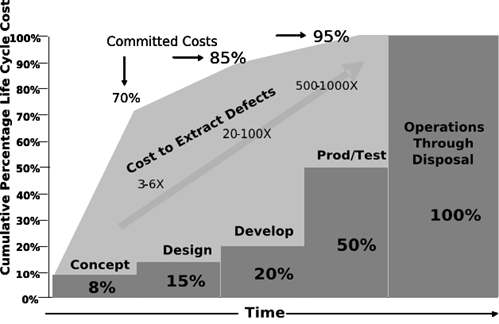 Cumulative Percentage Life Cycle Cost
100%
90%
80%
70%
60%
50%
40%
30%
20%
10%
0%
Committed Costs
70%
85%
95%
Cost to Extract Defects
3-6X
20-100X
500-1000X
Concept
8%
Design
15%
Develop
20%
Prod/Test
50%
Operations
Through
Disposal
100%
Time